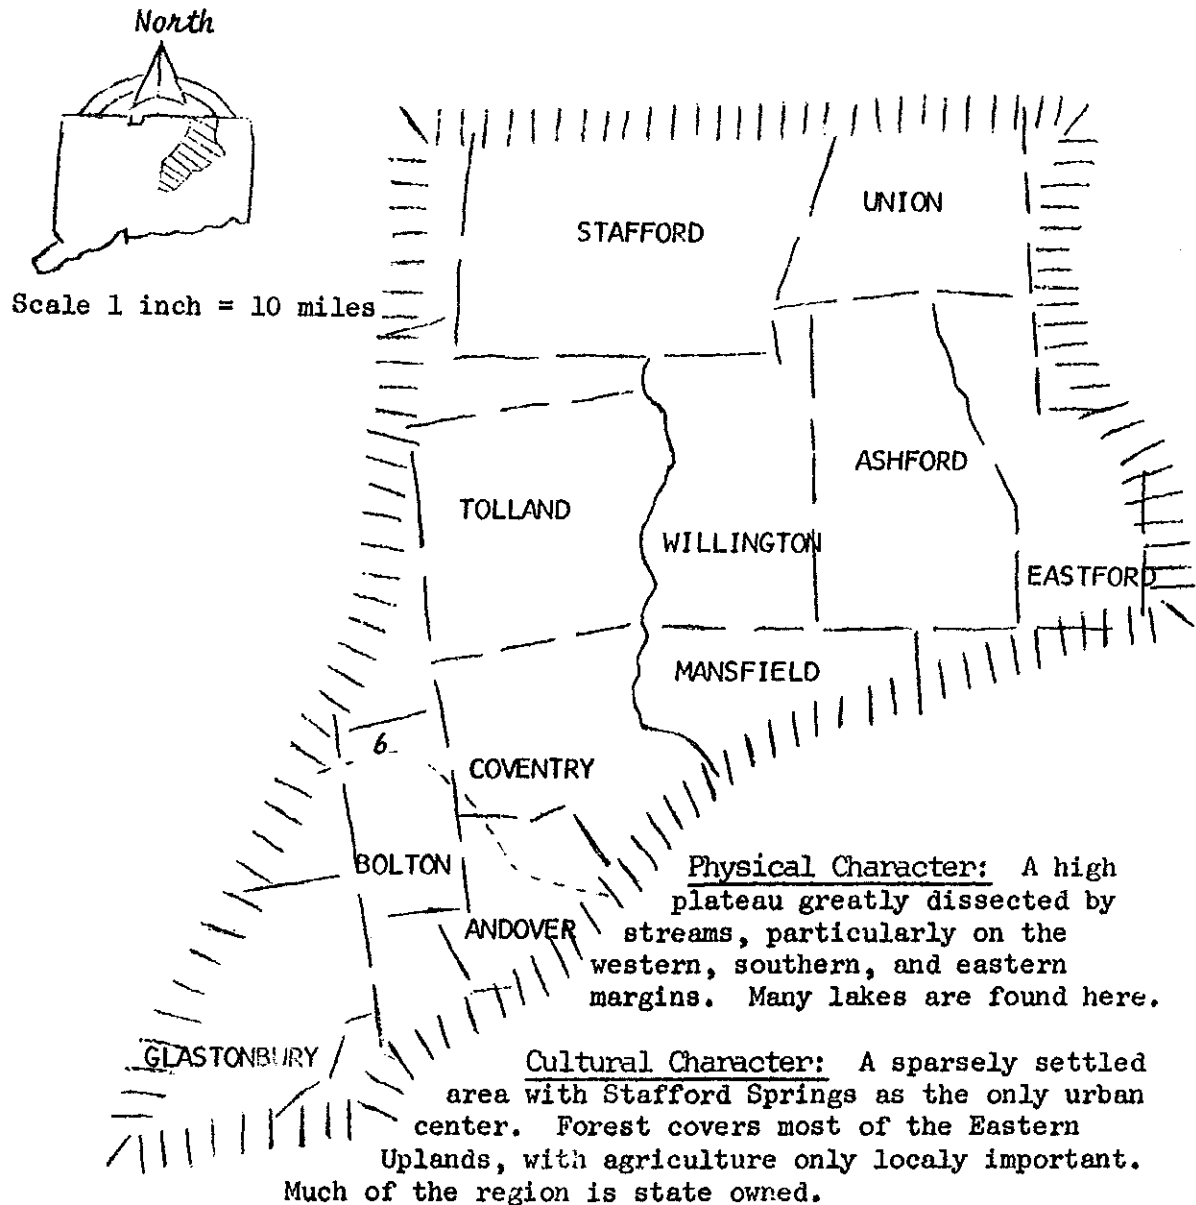 North
Scale 1 inch = 10 miles
UNION
STAFFORD
ASHFORD
TOLLAND
WILLINGTON
EASTFORD
MANSFIELD
6
COVENTRY
BOLTON
ANDOVER
GLASTONBURY
Physical Character: A high
plateau greatly dissected by
streams, particularly on the
western, southern, and eastern
margins. Many lakes are found here.
Cultural Character: A sparsely settled
area with Stafford Springs as the only urban
center. Forest covers most of the Eastern
Uplands, with agriculture only localy important.
Much of the region is state owned.